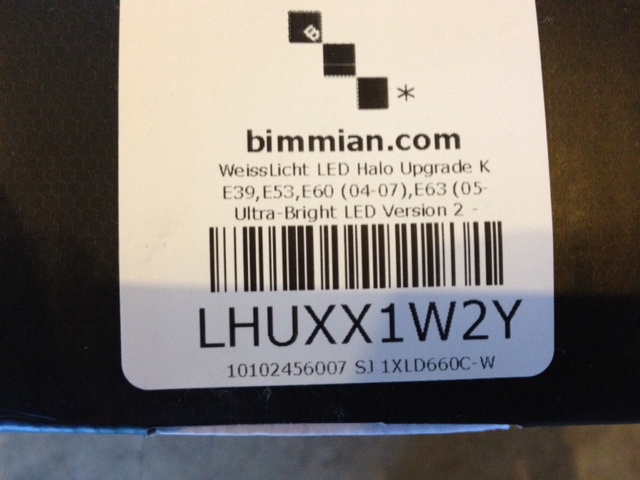 B
*
bimmian.com
WeissLicht LED Halo Upgrade K
E39,E53,E60 (04-07),E63 (05-
Ultra-Bright LED Version 2 -
LHUXX1W2Y
10102456007 SJ 1XLD660C-W